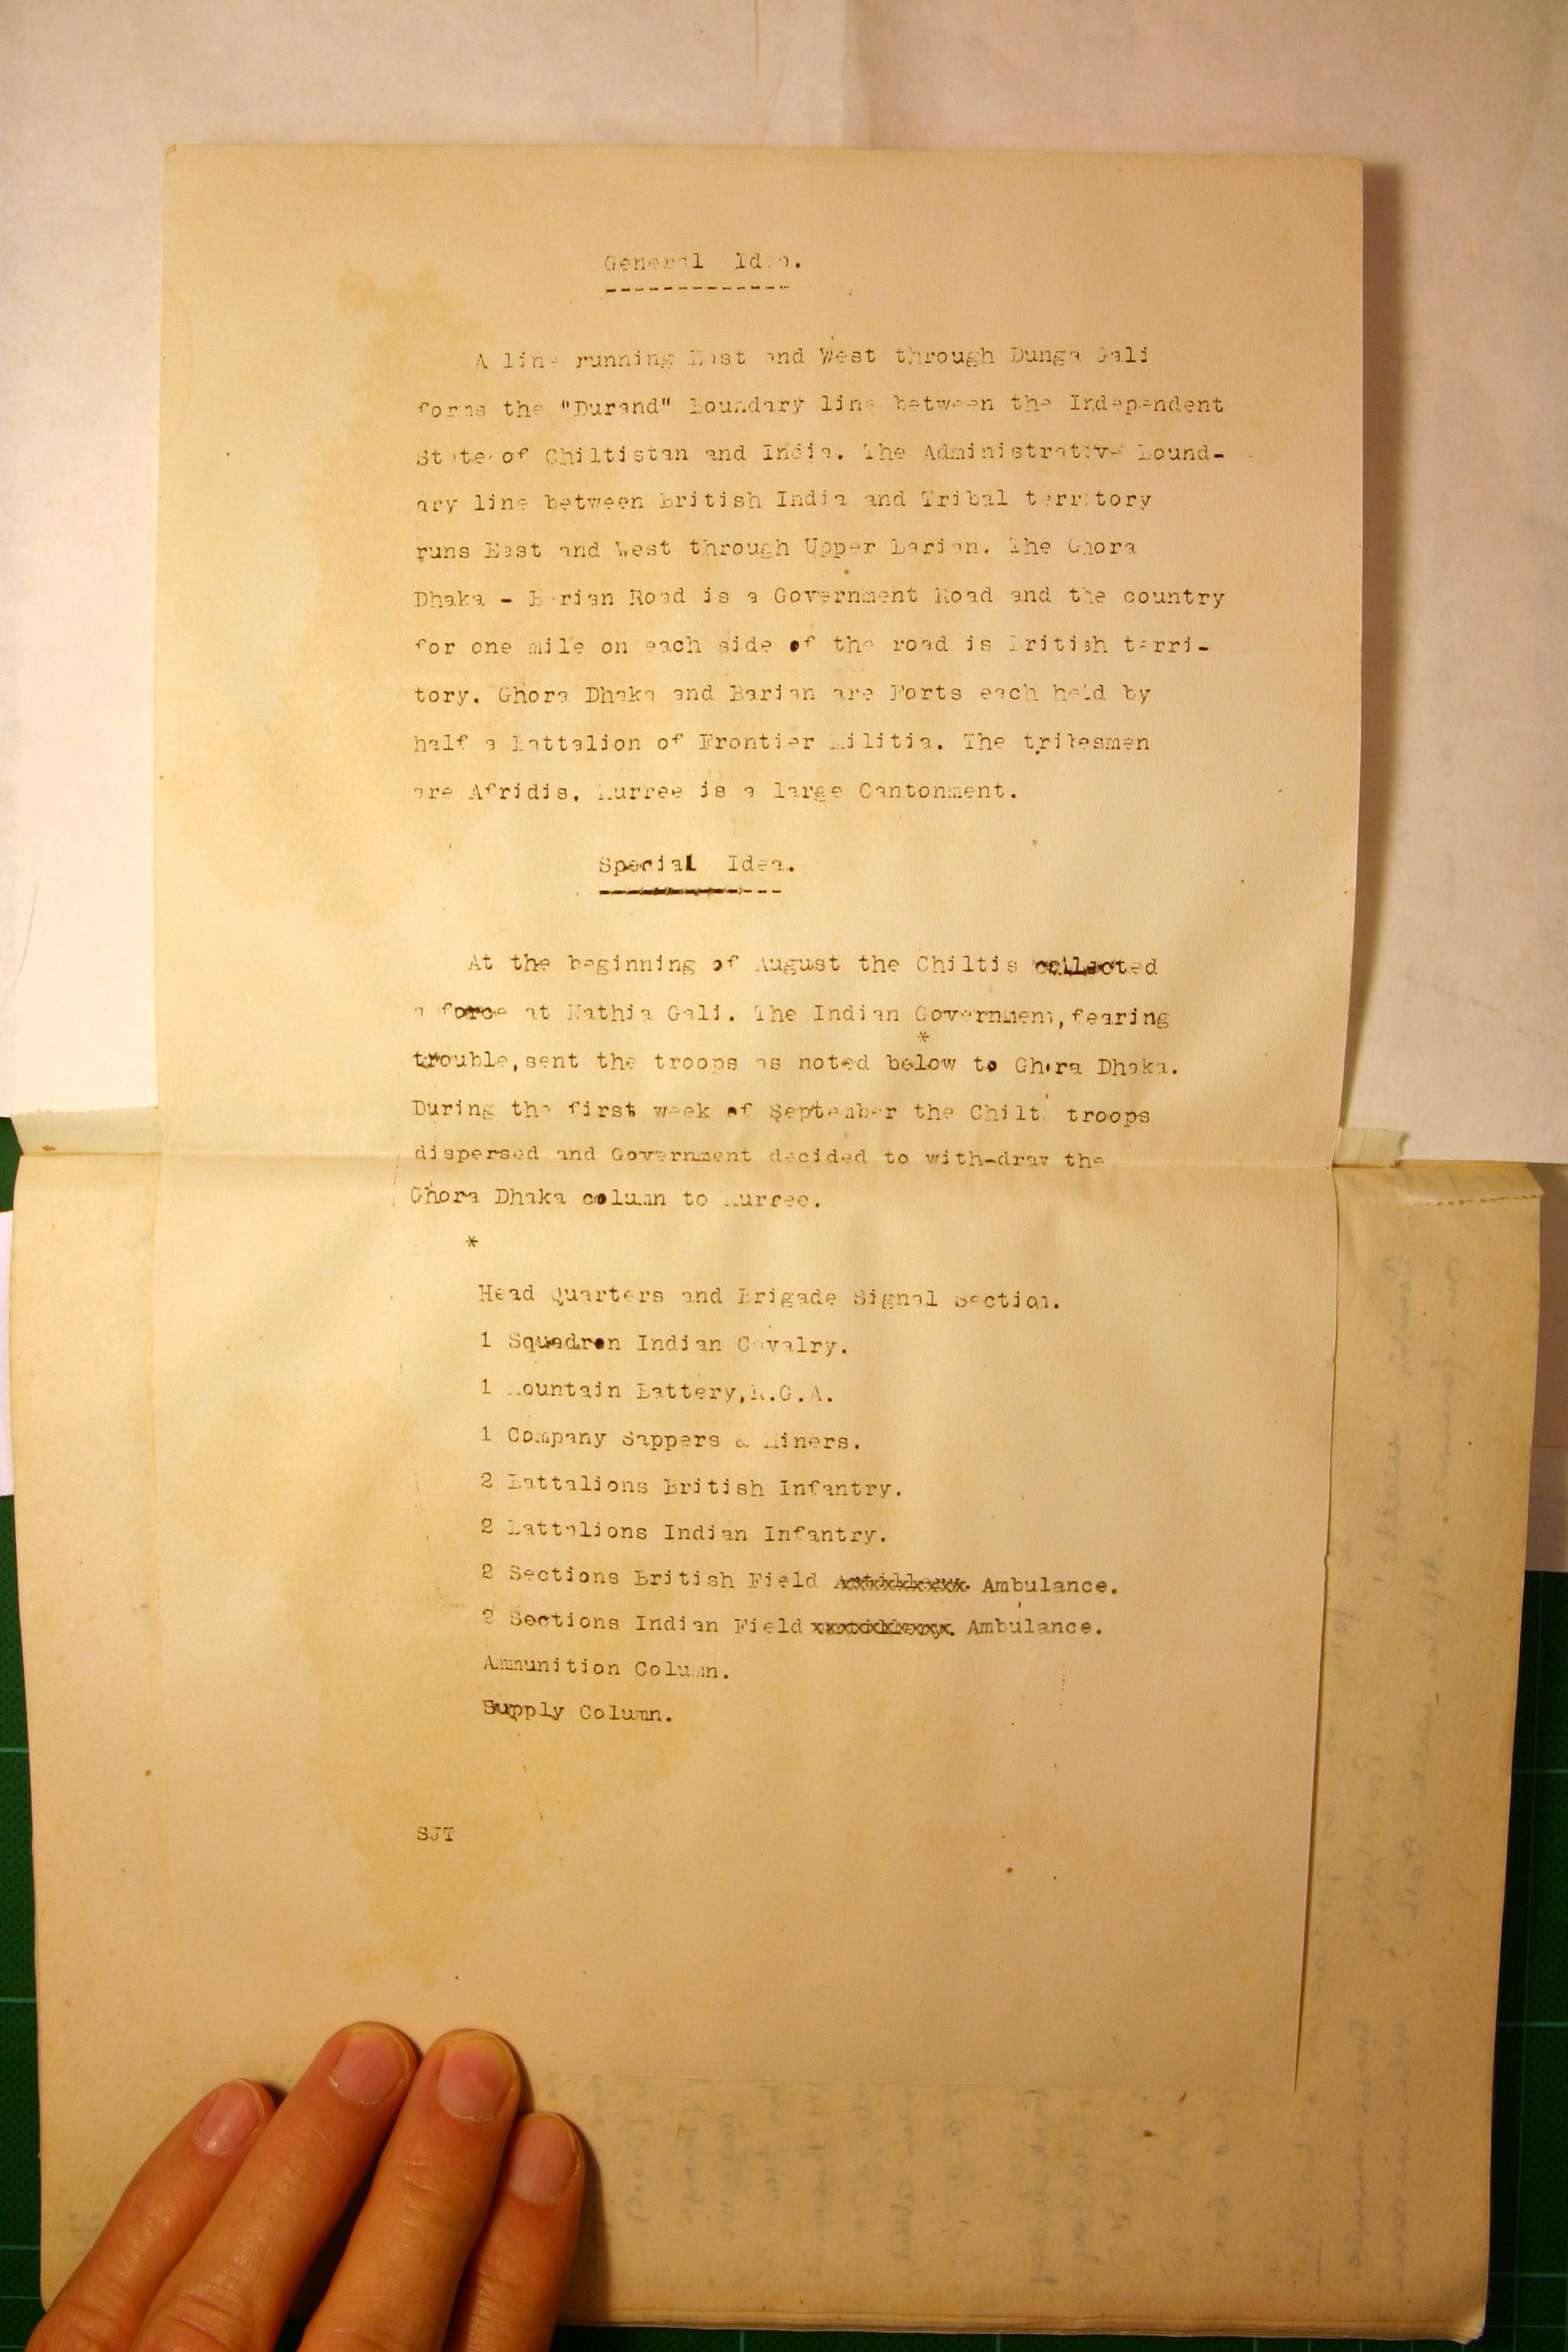 General Idea.
A line running East and West through Dunga Gali
forms the "Durand" Boundary line between the Independent
State of Chiltistan and India. The Administrative Bound-
ary line between British India and Tribal territory
runs East and West through Upper Barian. The Ghora
Dhaka - Barian Road is a Government Road and the country
for one mile on each side of the road is British terri-
tory. Ghora Dhaka and Barian are Forts each held by
half a Battalion of Frontier Militia. The tribesmen
are Afridis. Murree is a large Cantonment.
Special Idea.
At the beginning of August the Chiltis collected
a force at Nathia Gali. The Indian Government, fearing
*
trouble, sent the troops as noted below to Ghora Dhaka.
During the first week of September the Chilti troops
dispersed and Government decided to with-draw the
Ghora Dhaka column to Murree.
*
Head Quarters and Brigade Signal Section.
1 Squadron Indian Cavalry.
1 Mountain Battery, R.G.A.
1 Company Sappers & Miners.
2 Battalions British Infantry.
2 Battalions Indian Infantry.
2 Sections British Field Ambulance.
2 Sections Indian Field Ambulance.
Ammunition Column.
Supply Column.
SJT